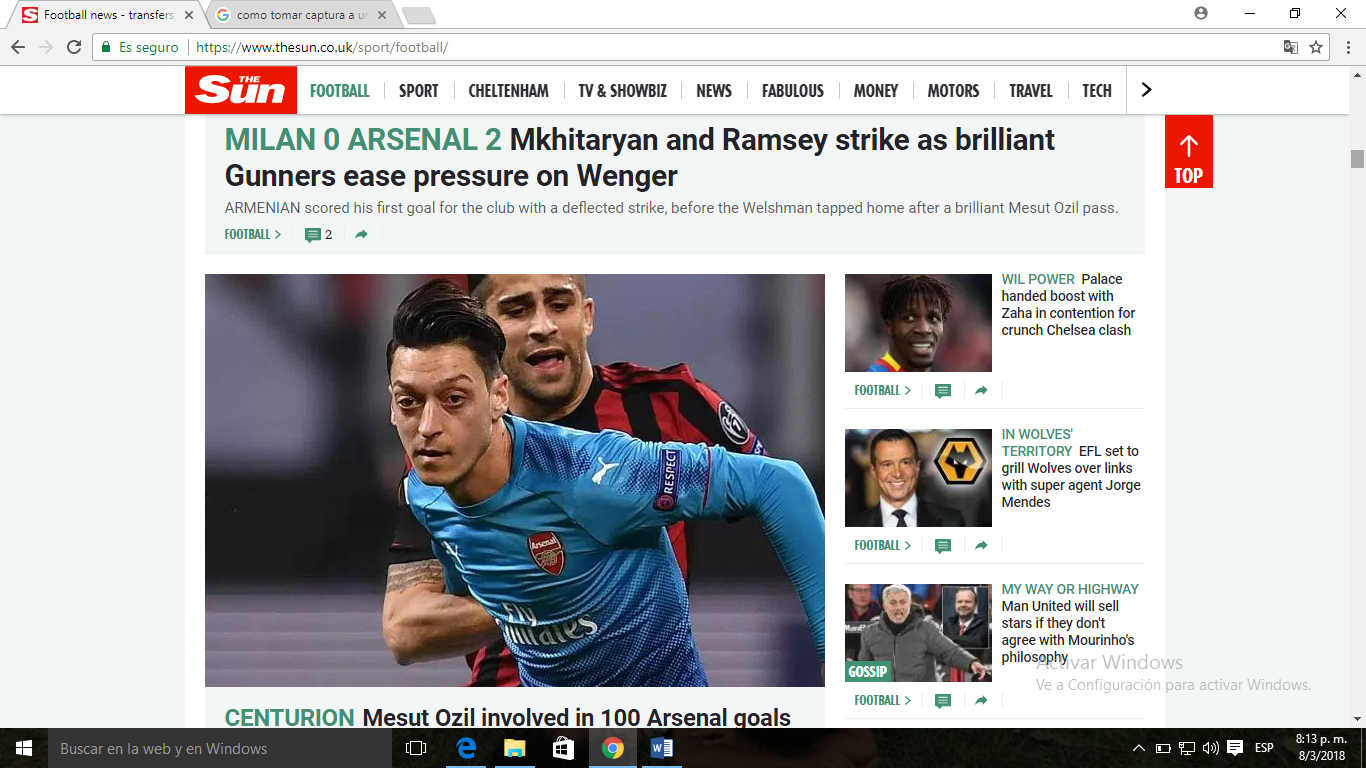 Football news - transfers
como tomar captura a un
Es seguro
https://www.thesun.co.uk/sport/football/
THE
Sun
FOOTBALL
SPORT
CHELTENHAM
TV & SHOWBIZ
NEWS
FABULOUS
MONEY
MOTORS
TRAVEL
TECH
TOP
MILAN 0 ARSENAL 2 Mkhitaryan and Ramsey strike as brilliant
Gunners ease pressure on Wenger
ARMENIAN scored his first goal for the club with a deflected strike, before the Welshman tapped home after a brilliant Mesut Ozil pass.
FOOTBALL >
2
RESPECT
Arsenal
Fly
Emirates
CENTURION Mesut Ozil involved in 100 Arsenal goals
WIL POWER Palace
handed boost with
Zaha in contention for
crunch Chelsea clash
FOOTBALL >
IN WOLVES'
TERRITORY EFL set to
grill Wolves over links
with super agent Jorge
Mendes
FOOTBALL >
GOSSIP
MY WAY OR HIGHWAY
Man United will sell
stars if they don't
agree with Mourinho's
philosophy
FOOTBALL >
Activar Windows
Ve a Configuración para activar Windows.
Buscar en la web y en Windows
ESP
8:13 p. m.
8/3/2018